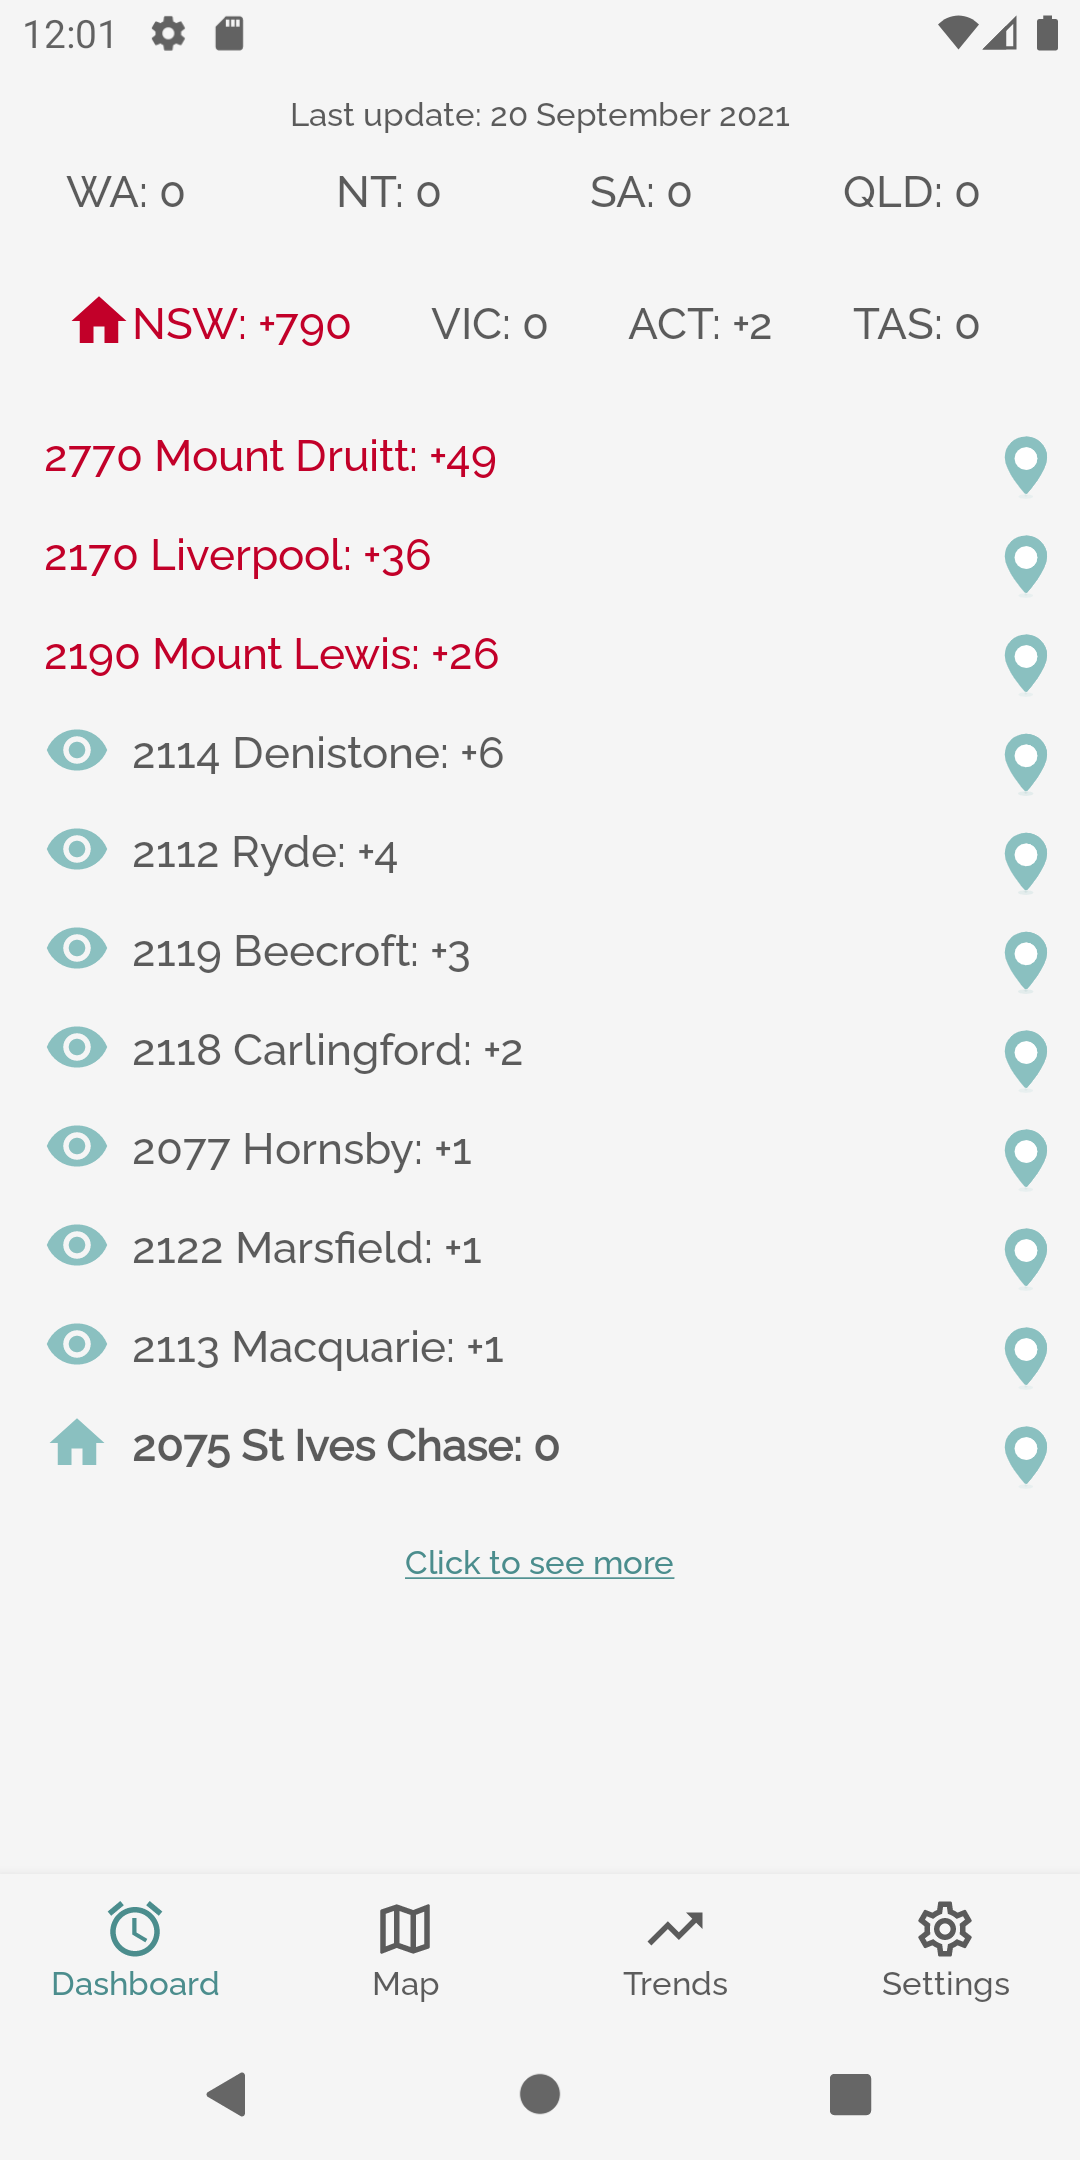 12:01
Last update: 20 September 2021
WA: 0 NT: 0 SA: 0 QLD: 0
NSW: +790 VIC: 0 ACT: +2 TAS: 0
2770 Mount Druitt: +49
2170 Liverpool: +36
2190 Mount Lewis: +26
2114 Denistone: +6
2112 Ryde: +4
2119 Beecroft: +3
2118 Carlingford: +2
2077 Hornsby: +1
2122 Marsfield: +1
2113 Macquarie: +1
2075 St Ives Chase: 0
Click to see more
Dashboard Map Trends Settings